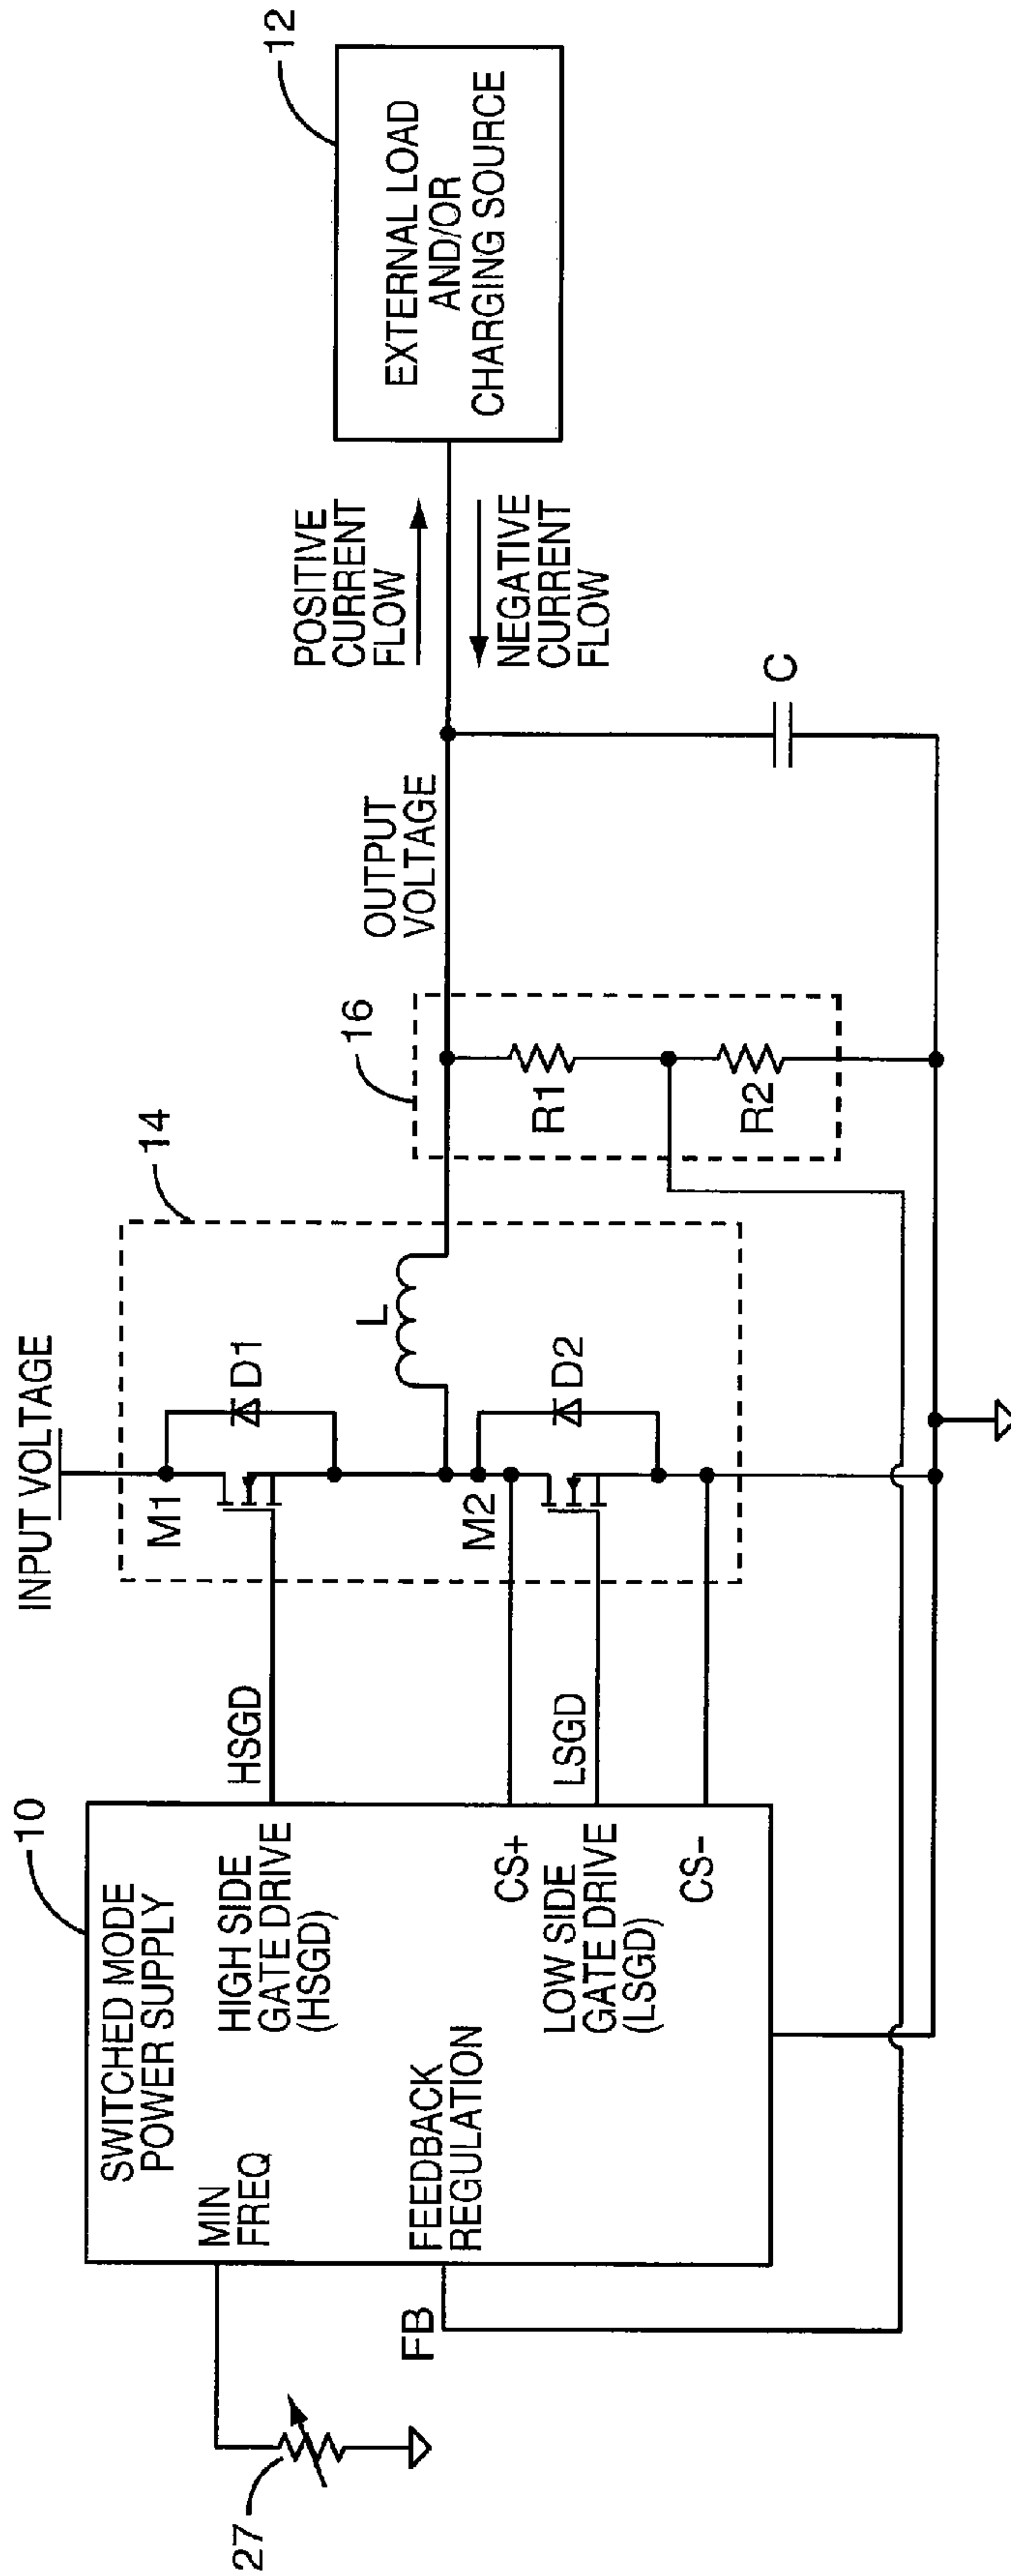 INPUT VOLTAGE
10
SWITCHED MODE
POWER SUPPLY
MIN
FREQ
HIGH SIDE
GATE DRIVE
(HSGD)
FEEDBACK
REGULATION
CS+
LOW SIDE
GATE DRIVE
(LSGD)
CS-
27
FB
HSGD
LSGD
14
M1
D1
L
M2
D2
16
R1
R2
OUTPUT
VOLTAGE
C
POSITIVE
CURRENT
FLOW
NEGATIVE
CURRENT
FLOW
12
EXTERNAL LOAD
AND/OR
CHARGING SOURCE